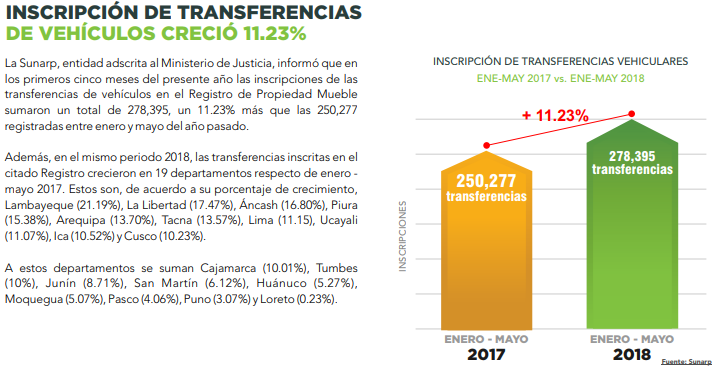 INSCRIPCIÓN DE TRANSFERENCIAS
DE VEHÍCULOS CRECIÓ 11.23%
La Sunarp, entidad adscrita al Ministerio de Justicia, informó que en
los primeros cinco meses del presente año las inscripciones de las
transferencias de vehículos en el Registro de Propiedad Mueble
sumaron un total de 278,395, un 11.23% más que las 250,277
registradas entre enero y mayo del año pasado.
Además, en el mismo periodo 2018, las transferencias inscritas en el
citado Registro crecieron en 19 departamentos respecto de enero -
mayo 2017. Estos son, de acuerdo a su porcentaje de crecimiento,
Lambayeque (21.19%), La Libertad (17.47%), Áncash (16.80%), Piura
(15.38%), Arequipa (13.70%), Tacna (13.57%), Lima (11.15), Ucayali
(11.07%), Ica (10.52%) y Cusco (10.23%).
A estos departamentos se suman Cajamarca (10.01%), Tumbes
(10%), Junín (8.71%), San Martín (6.12%), Huánuco (5.27%),
Moquegua (5.07%), Pasco (4.06%), Puno (3.07%) y Loreto (0.23%).
INSCRIPCIÓN DE TRANSFERENCIAS VEHICULARES
ENE-MAY 2017 vs. ENE-MAY 2018
+ 11.23%
250,277
transferencias
278,395
transferencias
INSCRIPCIONES
ENERO - MAYO
2017
ENERO - MAYO
2018
Fuente: Sunarp